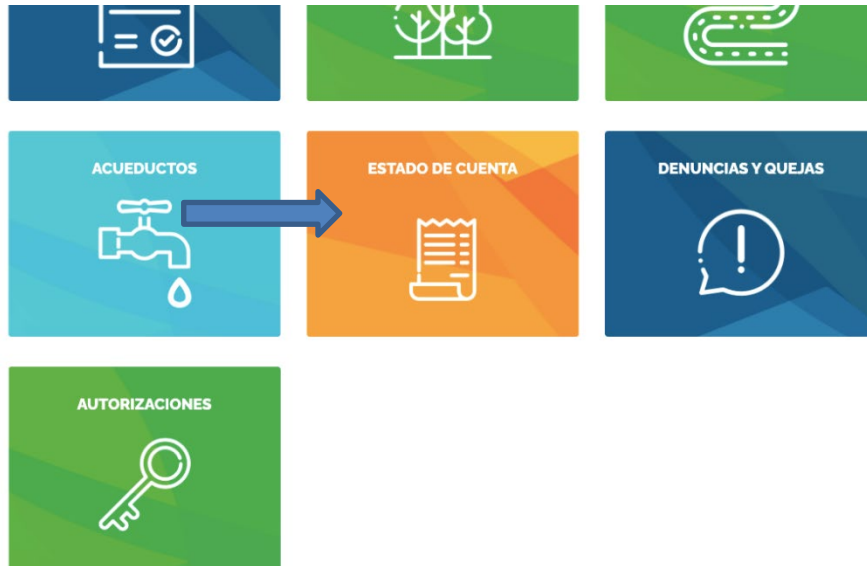 ACUEDUCTOS
ESTADO DE CUENTA
DENUNCIAS Y QUEJAS
AUTORIZACIONES